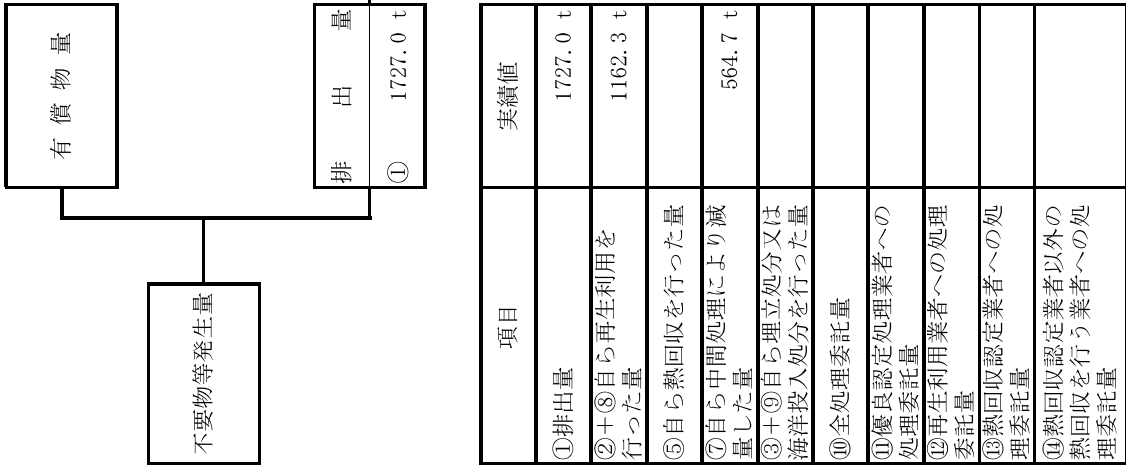 不要物等発生量
有償物量
排出量
① 1727.0 t
項目
実績値
①排出量
1727.0 t
②+⑧自ら再生利用を
行った量
1162.3 t
⑤自ら熱回収を行った量
⑦自ら中間処理により減
量した量
564.7 t
③+⑨自ら埋立処分又は
海洋投入処分を行った量
⑩全処理委託量
⑪優良認定処理業者への
処理委託量
⑫再生利用業者への処理
委託量
⑬熱回収認定業者への処
理委託量
⑭熱回収認定業者以外の
熱回収を行う業者への処
理委託量